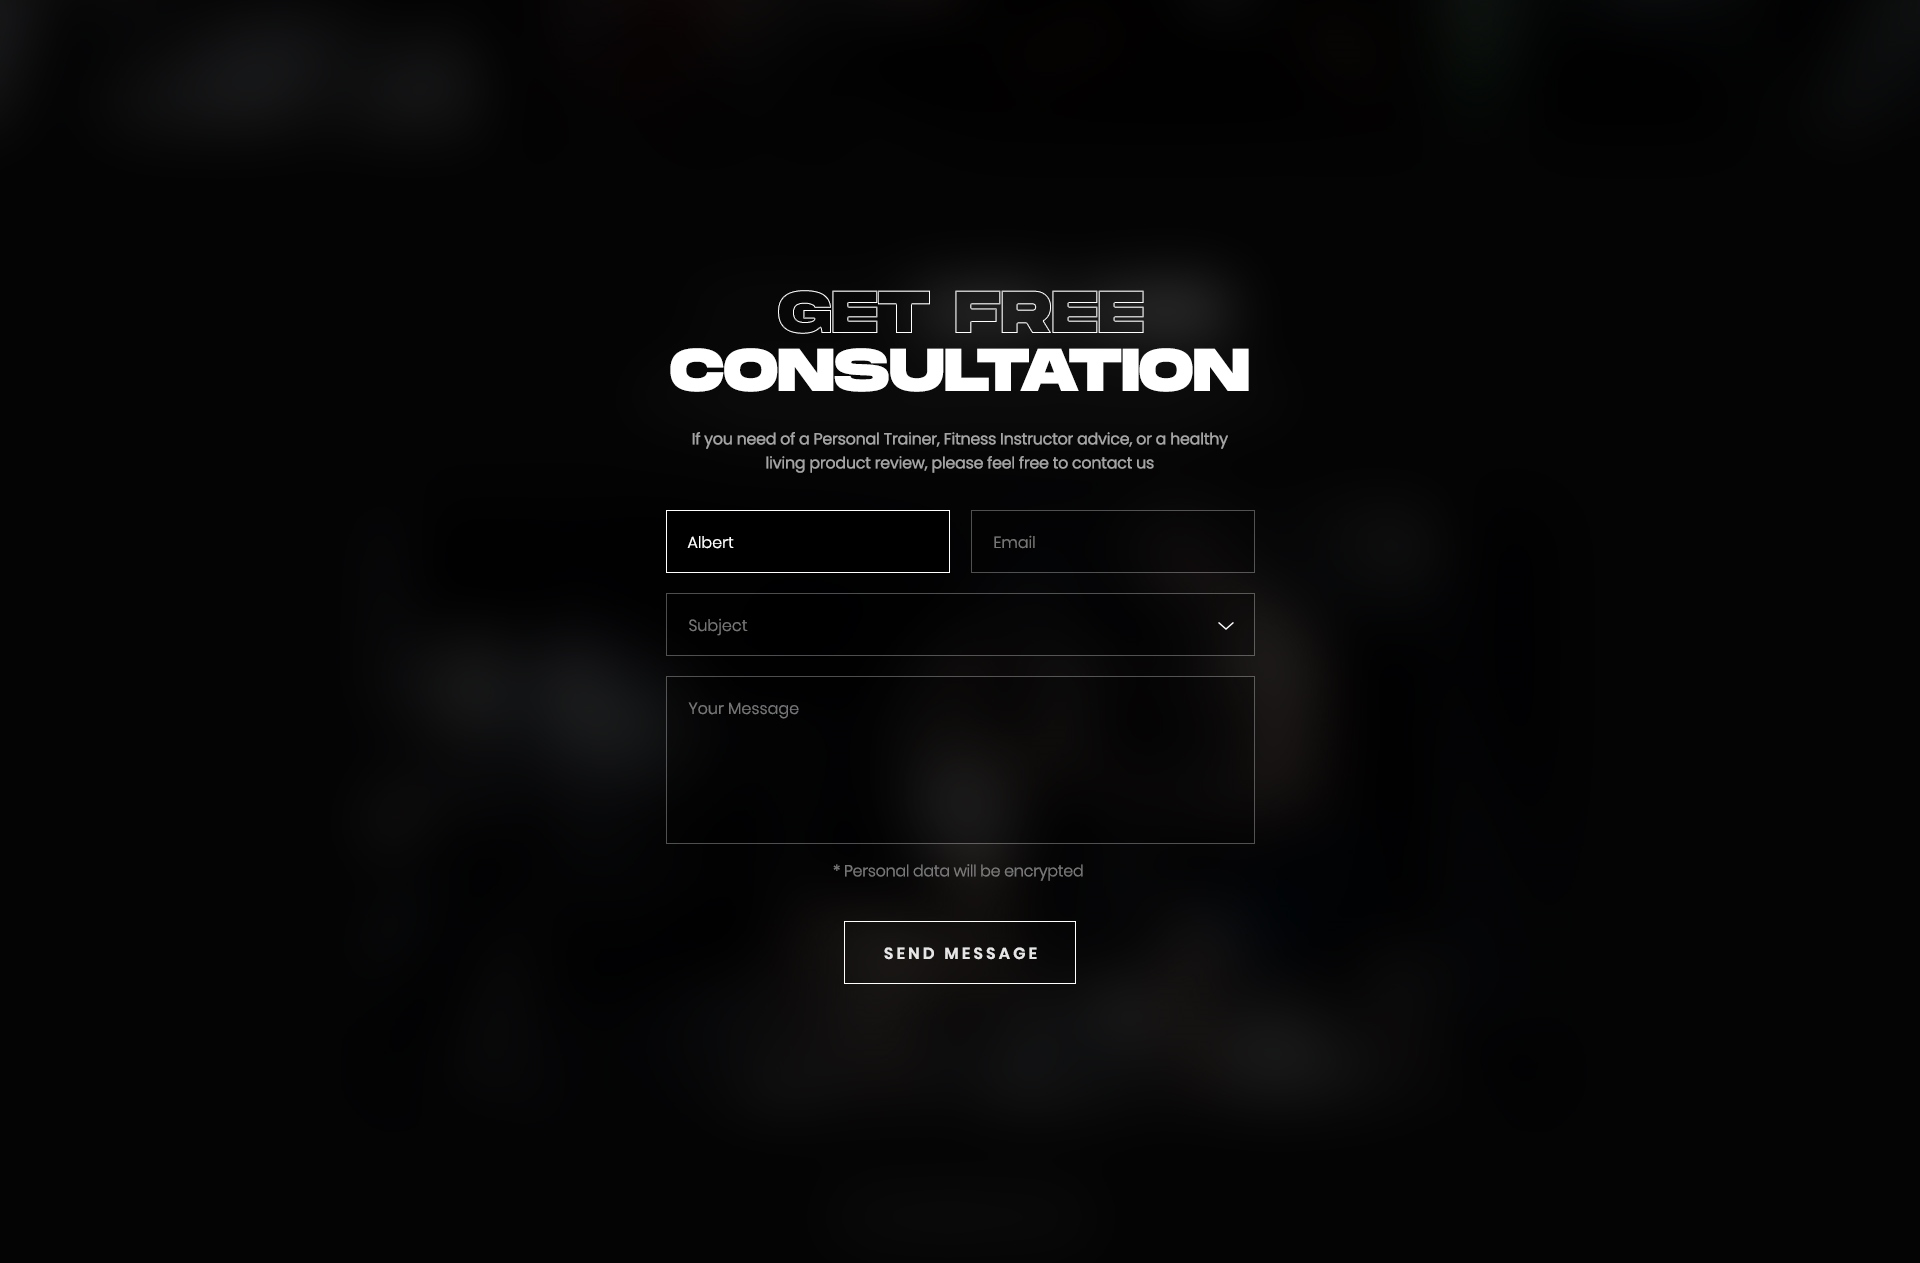 GET FREE
CONSULTATION
If you need of a Personal Trainer, Fitness Instructor advice, or a healthy
living product review, please feel free to contact us
Albert
Email
Subject
Your Message
* Personal data will be encrypted
SEND MESSAGE